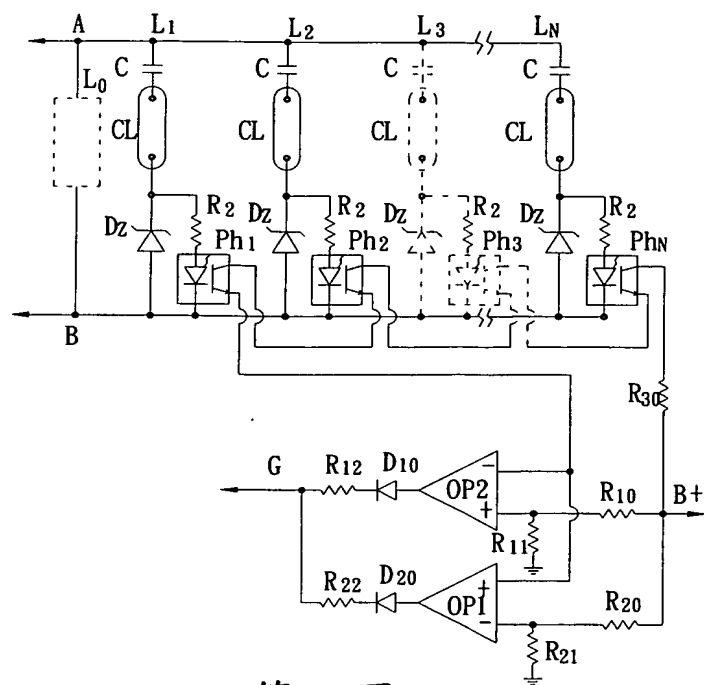 A L1 L2 L3 LN
C C C C
L0
CL CL CL CL
R2 R2 R2 R2
DZ DZ DZ DZ
Ph1 Ph2 Ph3 PhN
B
R30
G R12 D10 OP2 - + R10 B+
R11
R22 D20 OP1 + - R20
R21